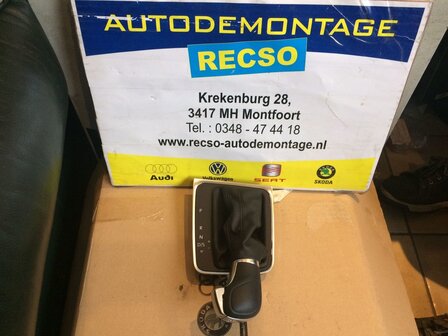 AUTODEMONTAGE
RECSO
Krekenburg 28,
3417 MH Montfoort
Tel. : 0348 - 47 44 18
www.recso-autodemontage.nl
Audi
Volkswagen
SEAT
SKODA
P
R
N
D/S